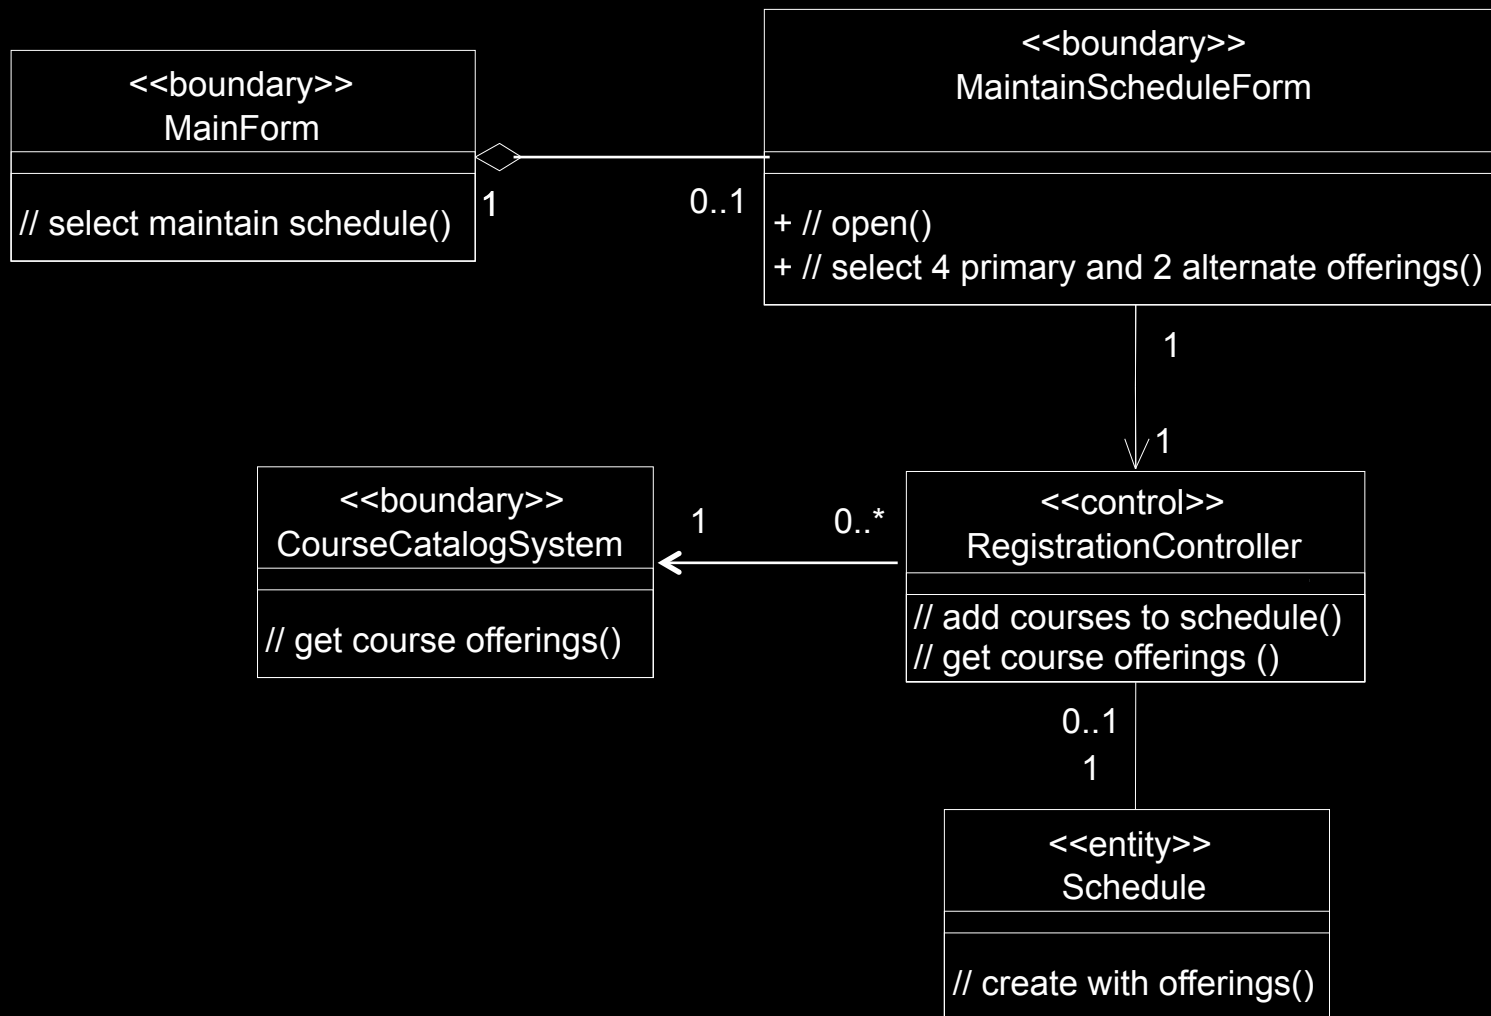 <<boundary>>
MainForm
// select maintain schedule()
1
0..1
<<boundary>>
MaintainScheduleForm
+ // open()
+ // select 4 primary and 2 alternate offerings()
1
1
<<boundary>>
CourseCatalogSystem
// get course offerings()
1
0..*
<<control>>
RegistrationController
// add courses to schedule()
// get course offerings ()
0..1
1
<<entity>>
Schedule
// create with offerings()